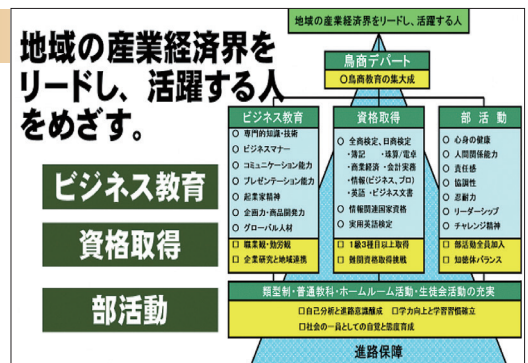 地域の産業経済界を
リードし、活躍する人
をめざす。
ビジネス教育
資格取得
部活動
地域の産業経済界をリードし、活躍する人
鳥商デパート
○鳥商教育の集大成
ビジネス教育
○ 専門的知識・技術
○ ビジネスマナー
○ コミュニケーション能力
○ プレゼンテーション能力
○ 起業家精神
○ 企画力・商品開発力
○ グローバル人材
□ 職業観・勤労観
□ 企業研究と地域連携
資格取得
○ 全商検定、日商検定
・簿記 ・珠算/電卓
・商業経済 ・会計実務
・情報(ビジネス、プロ)
・英語 ・ビジネス文書
○ 情報関連国家資格
○ 実用英語検定
□ 1級3種目以上取得
□ 難関資格取得挑戦
部活動
○ 心身の健康
○ 人間関係能力
○ 責任感
○ 協調性
○ 忍耐力
○ リーダーシップ
○ チャレンジ精神
□ 部活動全員加入
□ 知徳体バランス
類型制・普通教科・ホームルーム活動・生徒会活動の充実
□自己分析と進路意識醸成 □学力向上と学習習慣確立
□社会の一員としての自覚と態度育成
進路保障